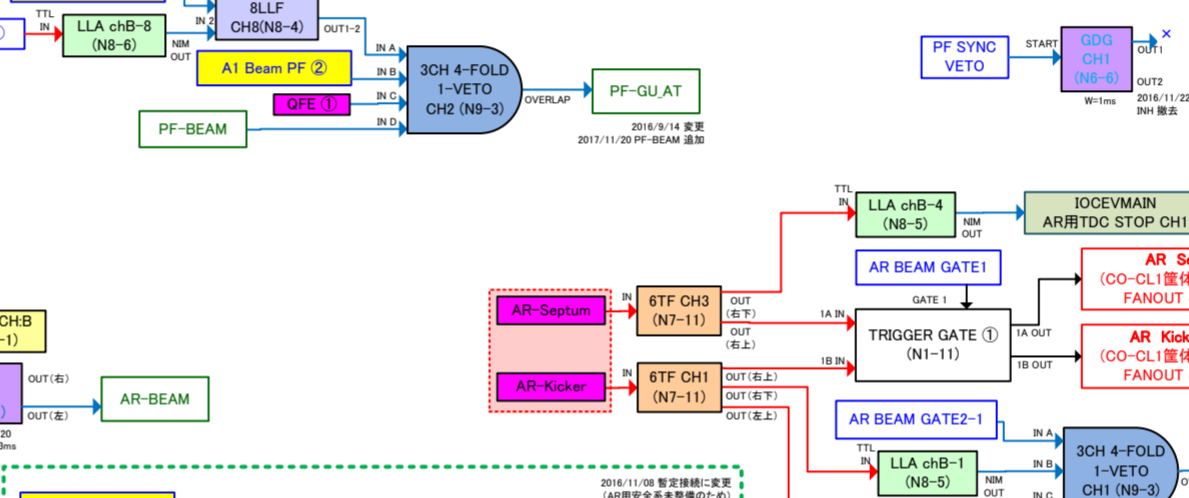 TTL
IN
LLA chB-8
(N8-6)
NIM
OUT
IN 2
8LLF
CH8(N8-4)
OUT1-2
A1 Beam PF ②
QFE ①
PF-BEAM
IN A
IN B
IN C
IN D
3CH 4-FOLD
1-VETO
CH2 (N9-3)
OVERLAP
PF-GU_AT
2016/9/14 変更
2017/11/20 PF-BEAM 追加
PF SYNC
VETO
START
GDG
CH1
(N6-6)
W=1ms
OUT1
OUT2
2016/11/22
INH 撤去
TTL
IN
LLA chB-4
(N8-5)
NIM
OUT
IOCEVMAIN
AR用TDC STOP CH1
AR BEAM GATE1
GATE 1
AR-Septum
IN
6TF CH3
(N7-11)
OUT
(右下)
OUT
(右上)
1A IN
1B IN
TRIGGER GATE ①
(N1-11)
1A OUT
1B OUT
AR Se
(CO-CL1筐体
FANOUT
AR Kick
(CO-CL1筐体
FANOUT
AR-Kicker
IN
6TF CH1
(N7-11)
OUT(右上)
OUT(右下)
OUT(左上)
CH:B
-1)
OUT(右)
OUT(左)
AR-BEAM
20
3ms
AR BEAM GATE2-1
TTL
IN
LLA chB-1
(N8-5)
NIM
OUT
IN A
IN B
IN C
3CH 4-FOLD
1-VETO
CH1 (N9-3)
2016/11/08 暫定接続に変更
(AR用安全系未整備のため)